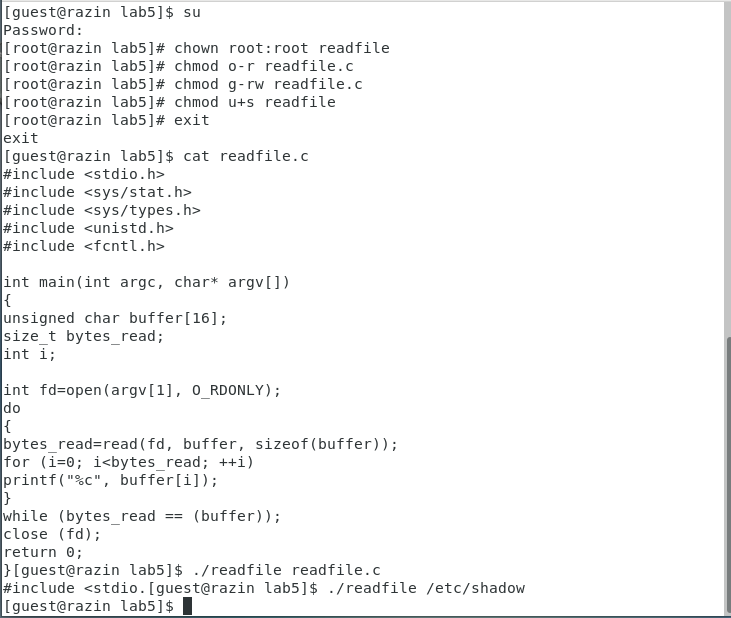 [guest@razin lab5]$ su
Password:
[root@razin lab5]# chown root:root readfile
[root@razin lab5]# chmod o-r readfile.c
[root@razin lab5]# chmod g-rw readfile.c
[root@razin lab5]# chmod u+s readfile
[root@razin lab5]# exit
exit
[guest@razin lab5]$ cat readfile.c
#include <stdio.h>
#include <sys/stat.h>
#include <sys/types.h>
#include <unistd.h>
#include <fcntl.h>

int main(int argc, char* argv[])
{
unsigned char buffer[16];
size_t bytes_read;
int i;

int fd=open(argv[1], O_RDONLY);
do
{
bytes_read=read(fd, buffer, sizeof(buffer));
for (i=0; i<bytes_read; ++i)
printf("%c", buffer[i]);
}
while (bytes_read == (buffer));
close (fd);
return 0;
}[guest@razin lab5]$ ./readfile readfile.c
#include <stdio.[guest@razin lab5]$ ./readfile /etc/shadow
[guest@razin lab5]$